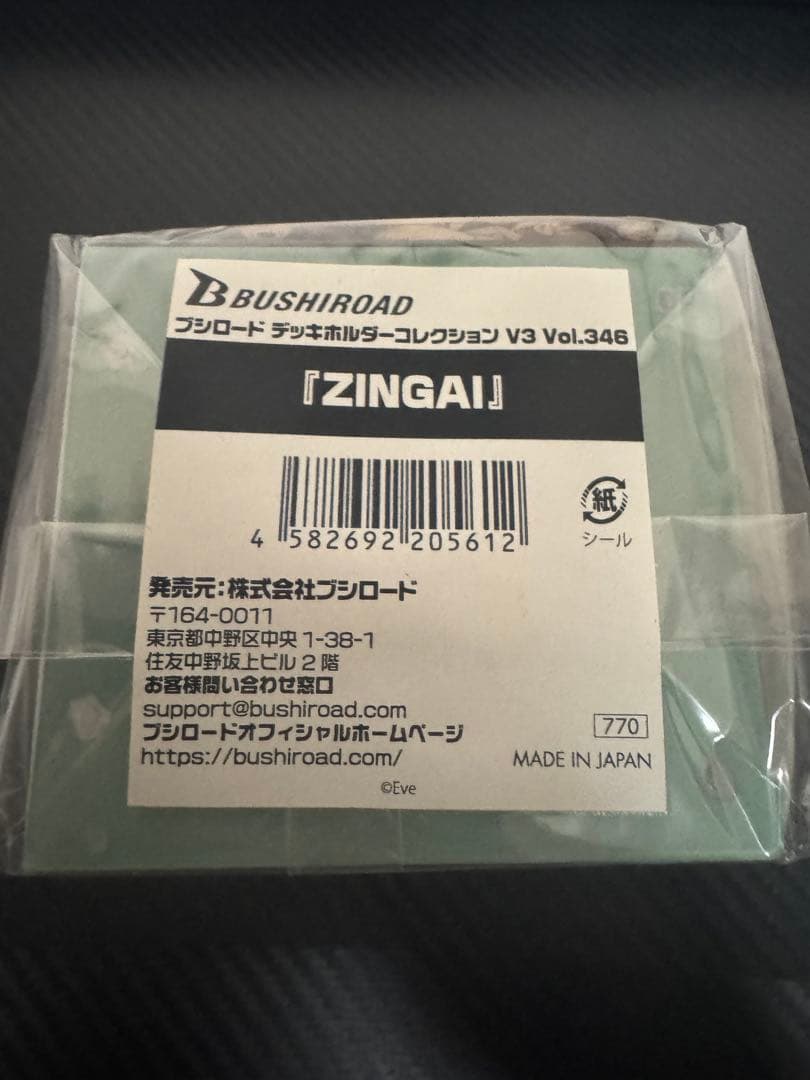 BUSHIROAD
ブシロード デッキホルダーコレクション V3 Vol.346
『ZINGAI』
4 582692 205612
紙
シール
発売元:株式会社ブシロード
〒164-0011
東京都中野区中央1-38-1
住友中野坂上ビル2階
お客様問い合わせ窓口
support@bushiroad.com
ブシロードオフィシャルホームページ
https://bushiroad.com/
770
MADE IN JAPAN
©Eve